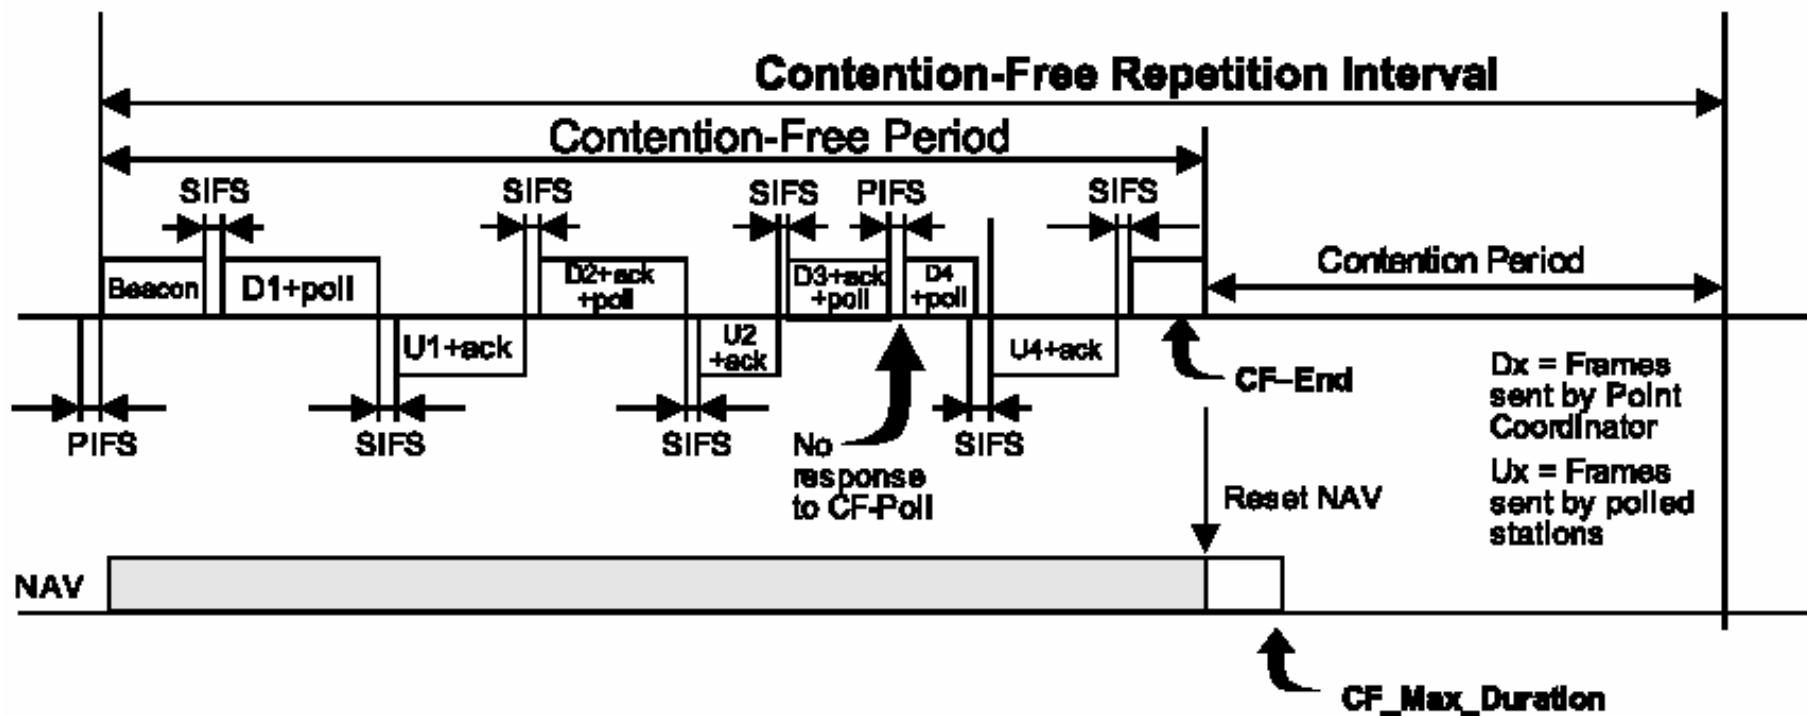 Contention-Free Repetition Interval
Contention-Free Period
SIFS
SIFS
SIFS
PIFS
SIFS
Contention Period
Beacon
D1+poll
D2+ack
+poll
D3+ack
+poll
D4
+poll
U1+ack
U2
+ack
U4+ack
CF-End
PIFS
SIFS
SIFS
SIFS
No
response
to CF-Poll
Dx = Frames
sent by Point
Coordinator
Ux = Frames
sent by polled
stations
Reset NAV
NAV
CF_Max_Duration